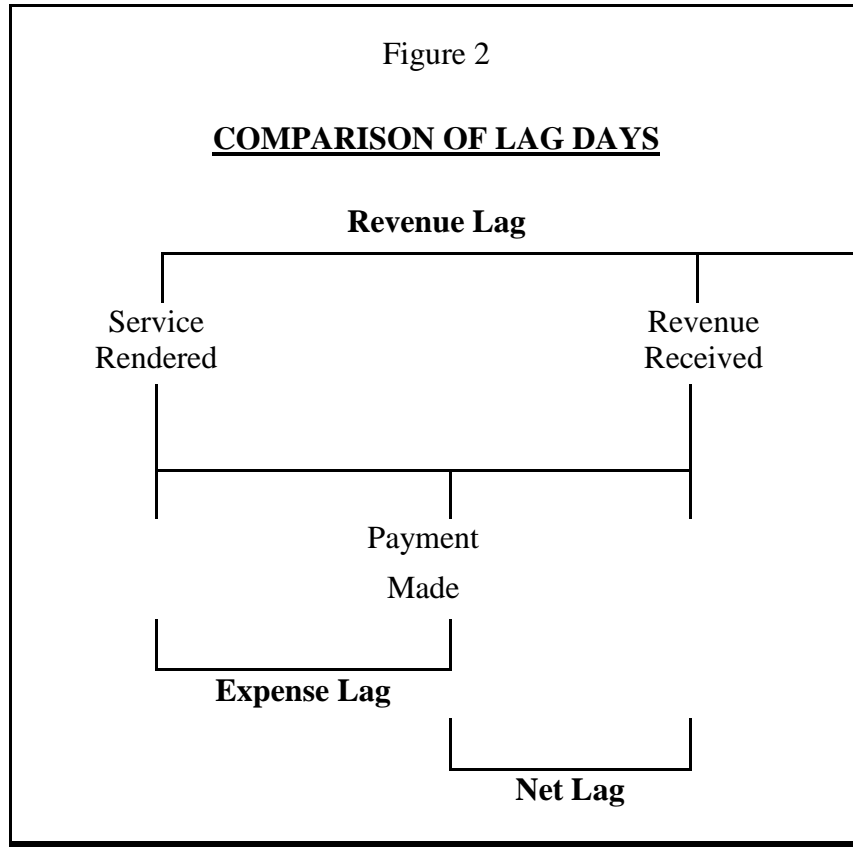 Figure 2
COMPARISON OF LAG DAYS
Revenue Lag
Service Rendered
Revenue Received
Payment
Made
Expense Lag
Net Lag